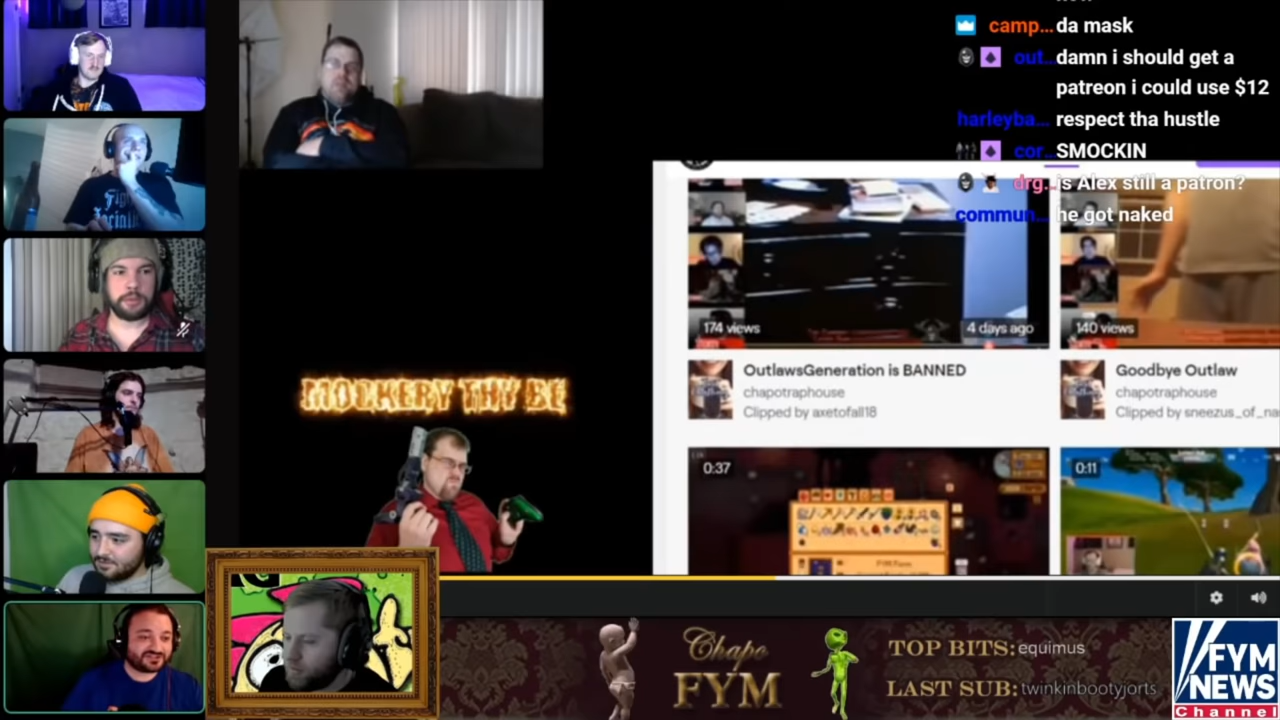 camp... da mask
out... damn i should get a
patreon i could use $12
harleyba... respect tha hustle
cor... SMOCKIN
drg... is Alex still a patron?
commun... he got naked
174 views
4 days ago
140 views
OutlawsGeneration is BANNED
chapotraphouse
Clipped by axetofall18
Goodbye Outlaw
chapotraphouse
Clipped by sneezus_of_na
MOCKERY THY BE
0:37
0:11
Chapo
FYM
TOP BITS: equimus
LAST SUB: twinkinbootyjorts
FYM
NEWS
Channel